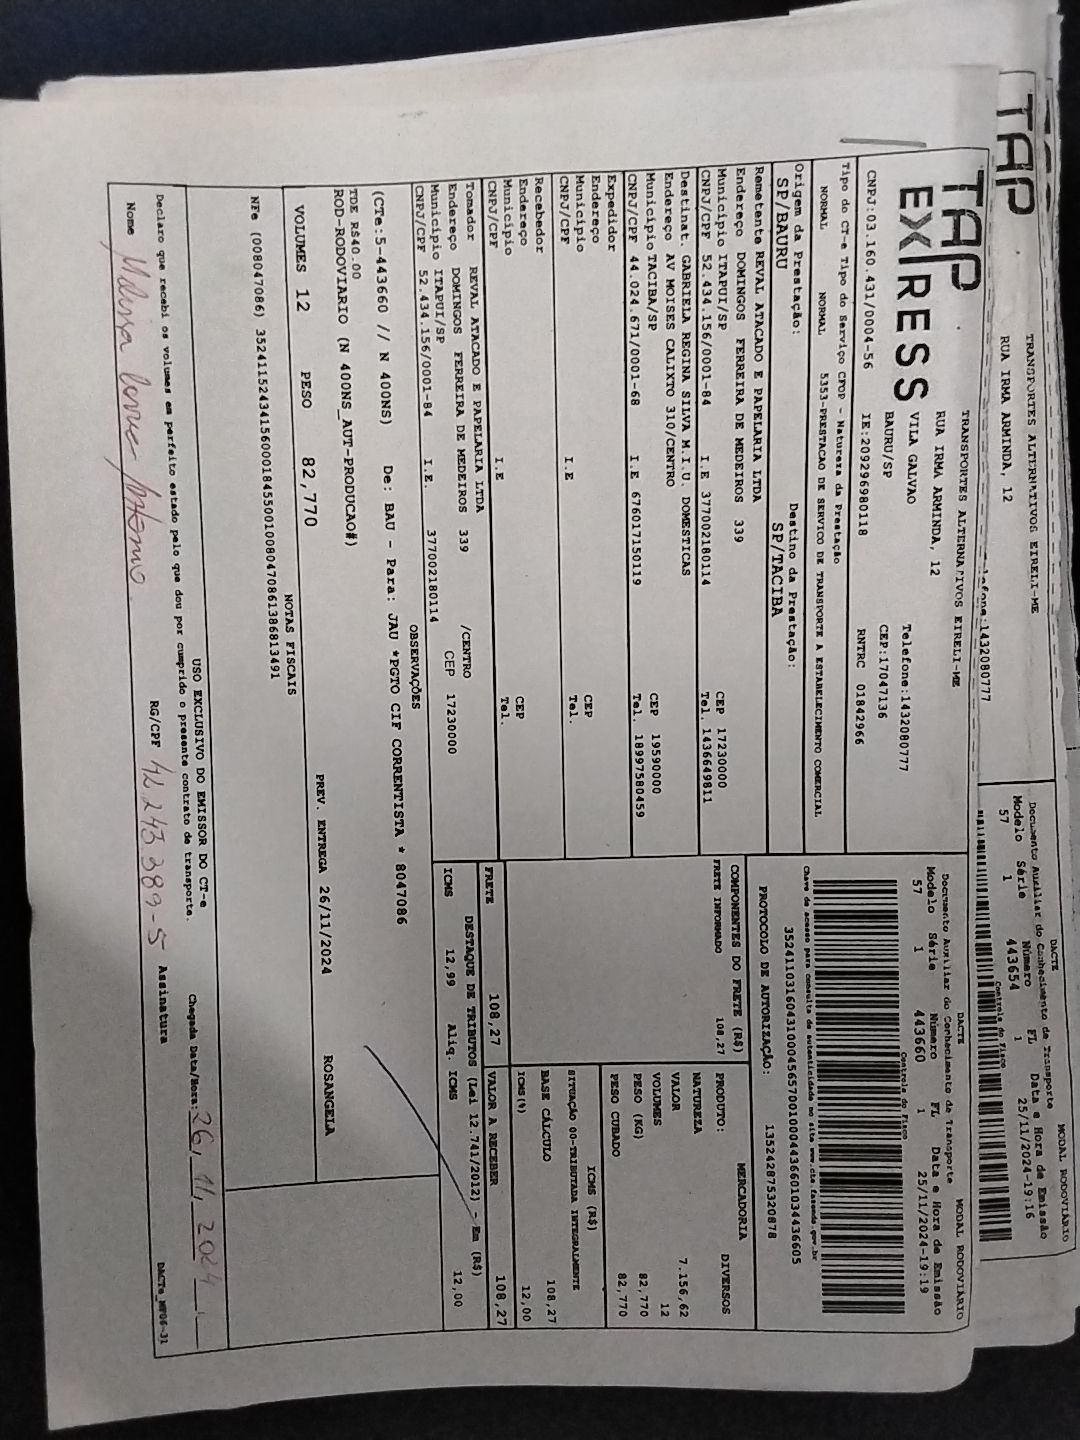 TAP
TRANSPORTES ALTERNATIVOS EIRELI-ME
RUA IRMA ARMINDA, 12
1432080777
DACTE
MODAL RODOVIÁRIO
Documento Auxiliar do Conhecimento de Transporte
Modelo Série Número FL Data e Hora de Emissão
57 1 443654 1 25/11/2024-19:16
Controle do Fisco
TAP
EXPRESS
TRANSPORTES ALTERNATIVOS EIRELI-ME
RUA IRMA ARMINDA, 12
VILA GALVAO Telefone:1432080777
BAURU/SP CEP:17047136
CNPJ:03.160.431/0004-56 IE:209296980118 RNTRC 01842966
DACTE MODAL RODOVIÁRIO
Documento Auxiliar do Conhecimento de Transporte
Modelo Série Número FL Data e Hora de Emissão
57 1 443660 1 25/11/2024-19:19
Controle do Fisco
Chave de acesso para consulta de autenticidade no site www.cte.fazenda.gov.br
35241103160431000456570010004436601034436605
PROTOCOLO DE AUTORIZAÇÃO: 135242875320878
Tipo do CT-e Tipo do Serviço CFOP - Natureza da Prestação
NORMAL NORMAL 5353-PRESTACAO DE SERVICO DE TRANSPORTE A ESTABELECIMENTO COMERCIAL
Origem da Prestação: Destino da Prestação:
SP/BAURU SP/TACIBA
Remetente REVAL ATACADO E PAPELARIA LTDA
Endereço DOMINGOS FERREIRA DE MEDEIROS 339
Município ITAPUI/SP CEP 17230000
CNPJ/CPF 52.434.156/0001-84 I.E 377002180114 Tel. 1436649811
Destinat. GABRIELA REGINA SILVA M.I.U. DOMESTICAS
Endereço AV MOISES CALIXTO 310/CENTRO
Município TACIBA/SP CEP 19590000
CNPJ/CPF 44.024.671/0001-68 I.E 676017150119 Tel. 18997580459
Expedidor
Endereço
Município CEP
CNPJ/CPF I.E Tel.
Recebedor
Endereço
Município CEP
CNPJ/CPF I.E Tel.
Tomador REVAL ATACADO E PAPELARIA LTDA
Endereço DOMINGOS FERREIRA DE MEDEIROS 339 /CENTRO
Município ITAPUI/SP CEP 17230000
CNPJ/CPF 52.434.156/0001-84 I.E. 377002180114
COMPONENTES DO FRETE (R$)
FRETE INFORMADO 108,27
FRETE 108,27
MERCADORIA
PRODUTO: DIVERSOS
NATUREZA
VALOR 7.156,62
VOLUMES 12
PESO (KG) 82,770
PESO CUBADO 82,770
ICMS (R$)
SITUAÇÃO 00-TRIBUTADA INTEGRALMENTE
BASE CÁLCULO 108,27
ICMS(%) 12,00
VALOR A RECEBER 108,27
DESTAQUE DE TRIBUTOS (Lei 12.741/2012) - Em (R$)
ICMS 12,99 Aliq. ICMS 12,00
OBSERVAÇÕES
(CTe:5-443660 // N 400NS) De: BAU - Para: JAU *PGTO CIF CORRENTISTA * 8047086
TDE R$40.00
ROD-RODOVIARIO (N 400NS_AUT-PRODUCAO#)
VOLUMES 12 PESO 82,770 PREV. ENTREGA 26/11/2024 ROSANGELA
NOTAS FISCAIS
NFe (008047086) 35241152434156000184550010080470861386813491
USO EXCLUSIVO DO EMISSOR DO CT-e
Declaro que recebi os volumes em perfeito estado pelo que dou por cumprido o presente contrato de transporte. Chegada Data/Hora: 26/11/2024
Nome RG/CPF 42.243.389-5 Assinatura DACTe_MP06-31